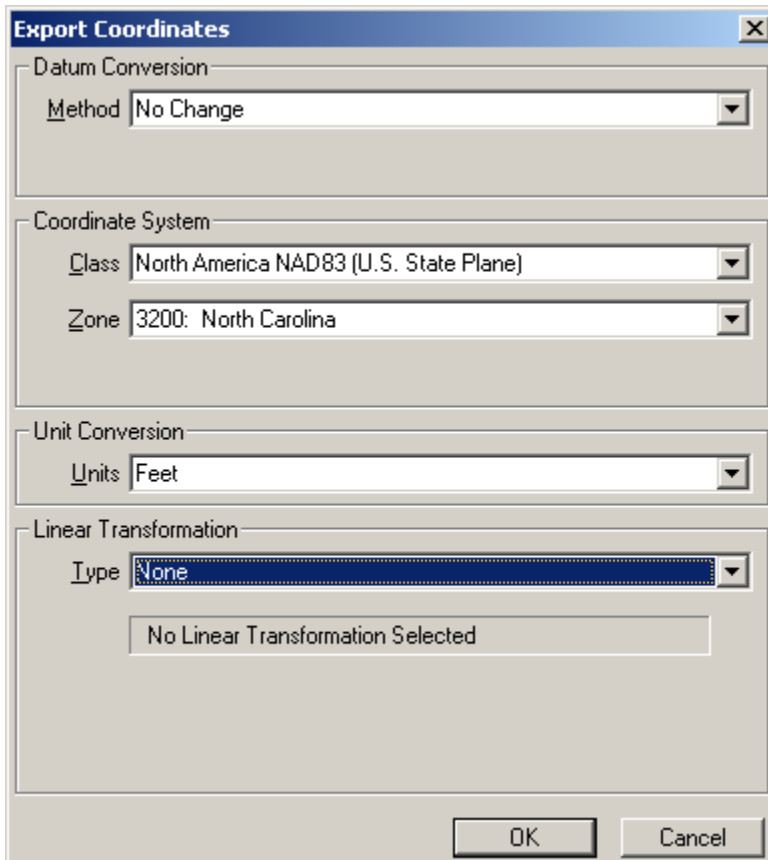 Export Coordinates
Datum Conversion
Method No Change
Coordinate System
Class North America NAD83 (U.S. State Plane)
Zone 3200: North Carolina
Unit Conversion
Units Feet
Linear Transformation
Type None
No Linear Transformation Selected
OK Cancel